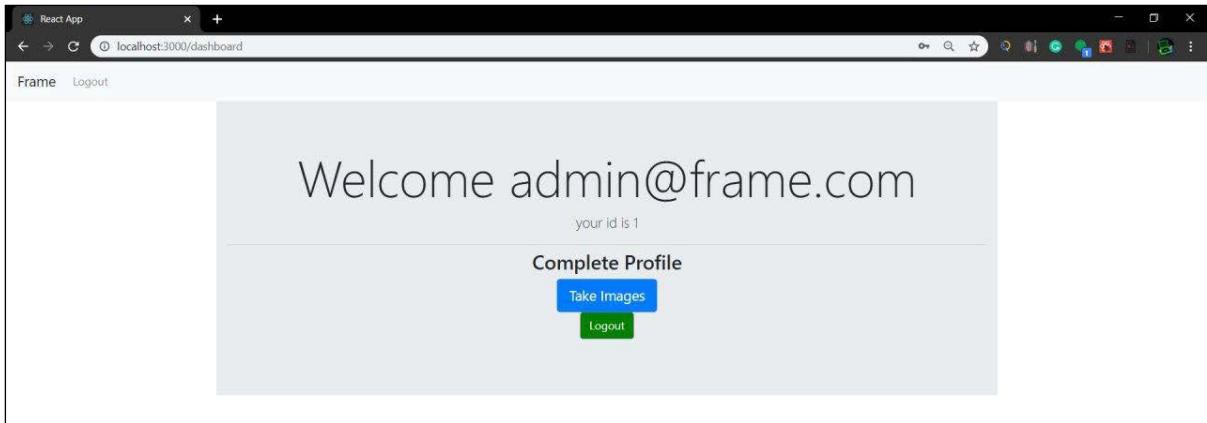 React App
localhost:3000/dashboard
Frame Logout
Welcome admin@frame.com
your id is 1
Complete Profile
Take Images
Logout